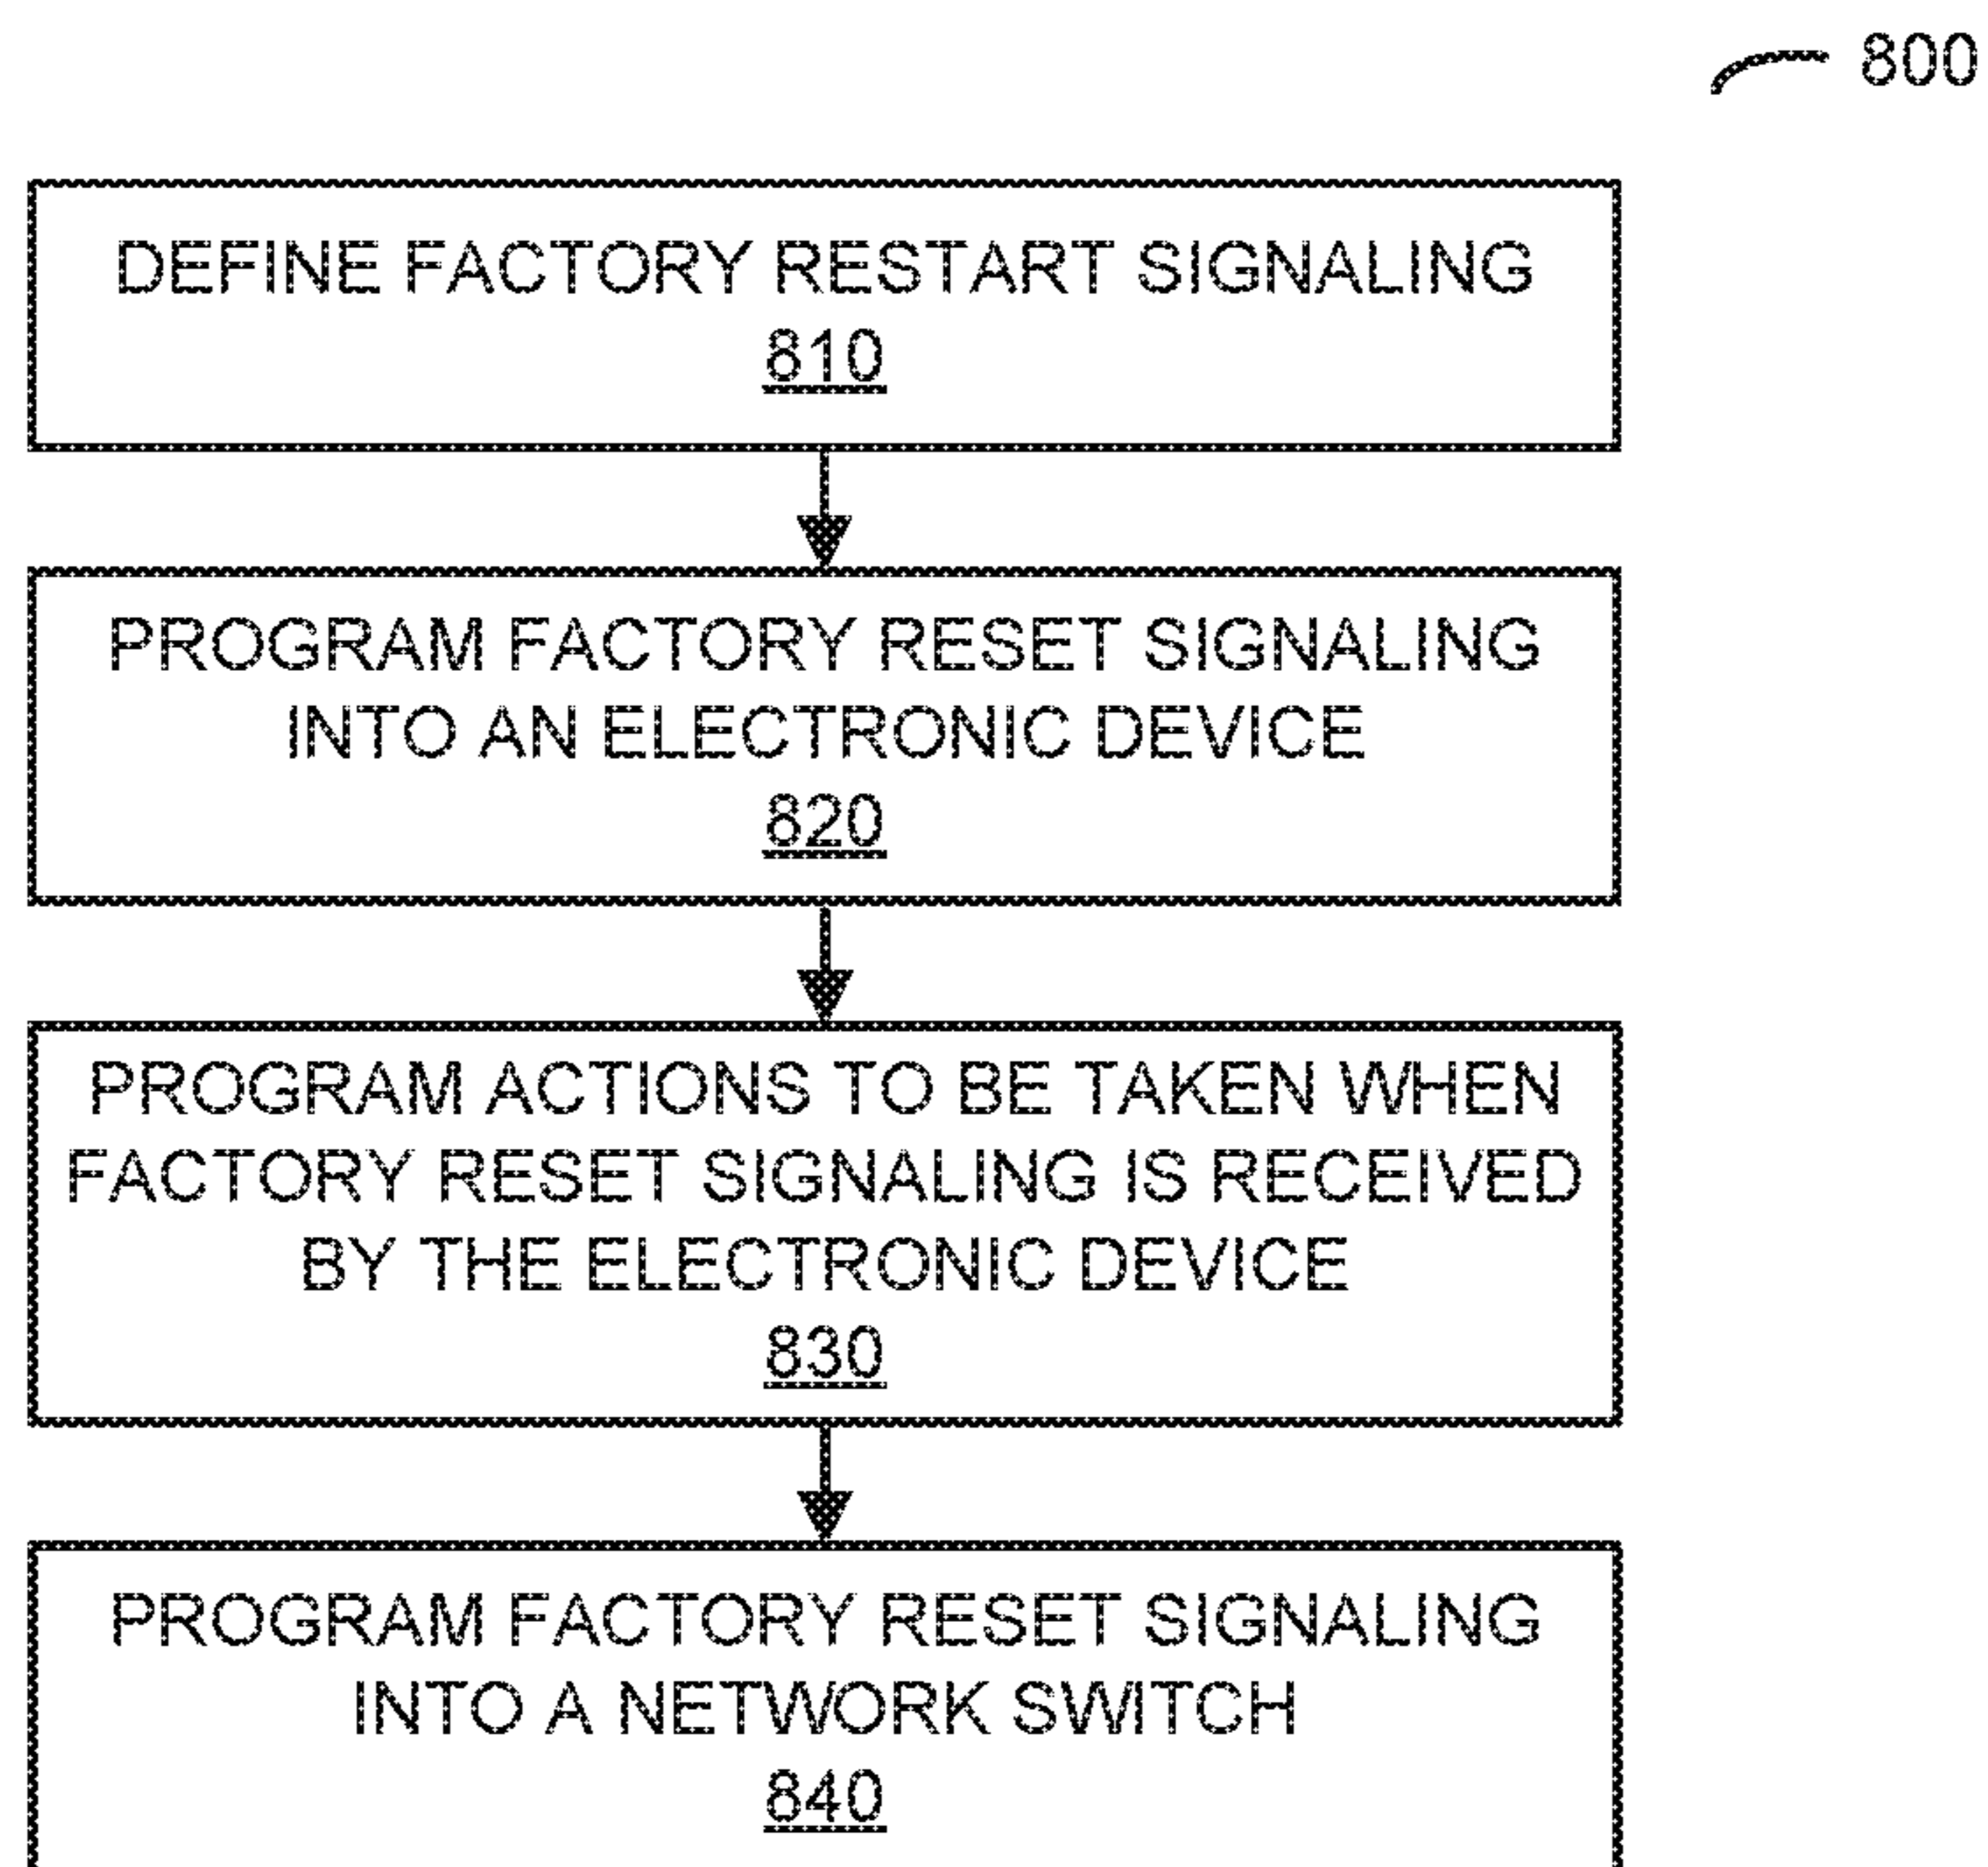 800
DEFINE FACTORY RESTART SIGNALING
810
PROGRAM FACTORY RESET SIGNALING
INTO AN ELECTRONIC DEVICE
820
PROGRAM ACTIONS TO BE TAKEN WHEN
FACTORY RESET SIGNALING IS RECEIVED
BY THE ELECTRONIC DEVICE
830
PROGRAM FACTORY RESET SIGNALING
INTO A NETWORK SWITCH
840